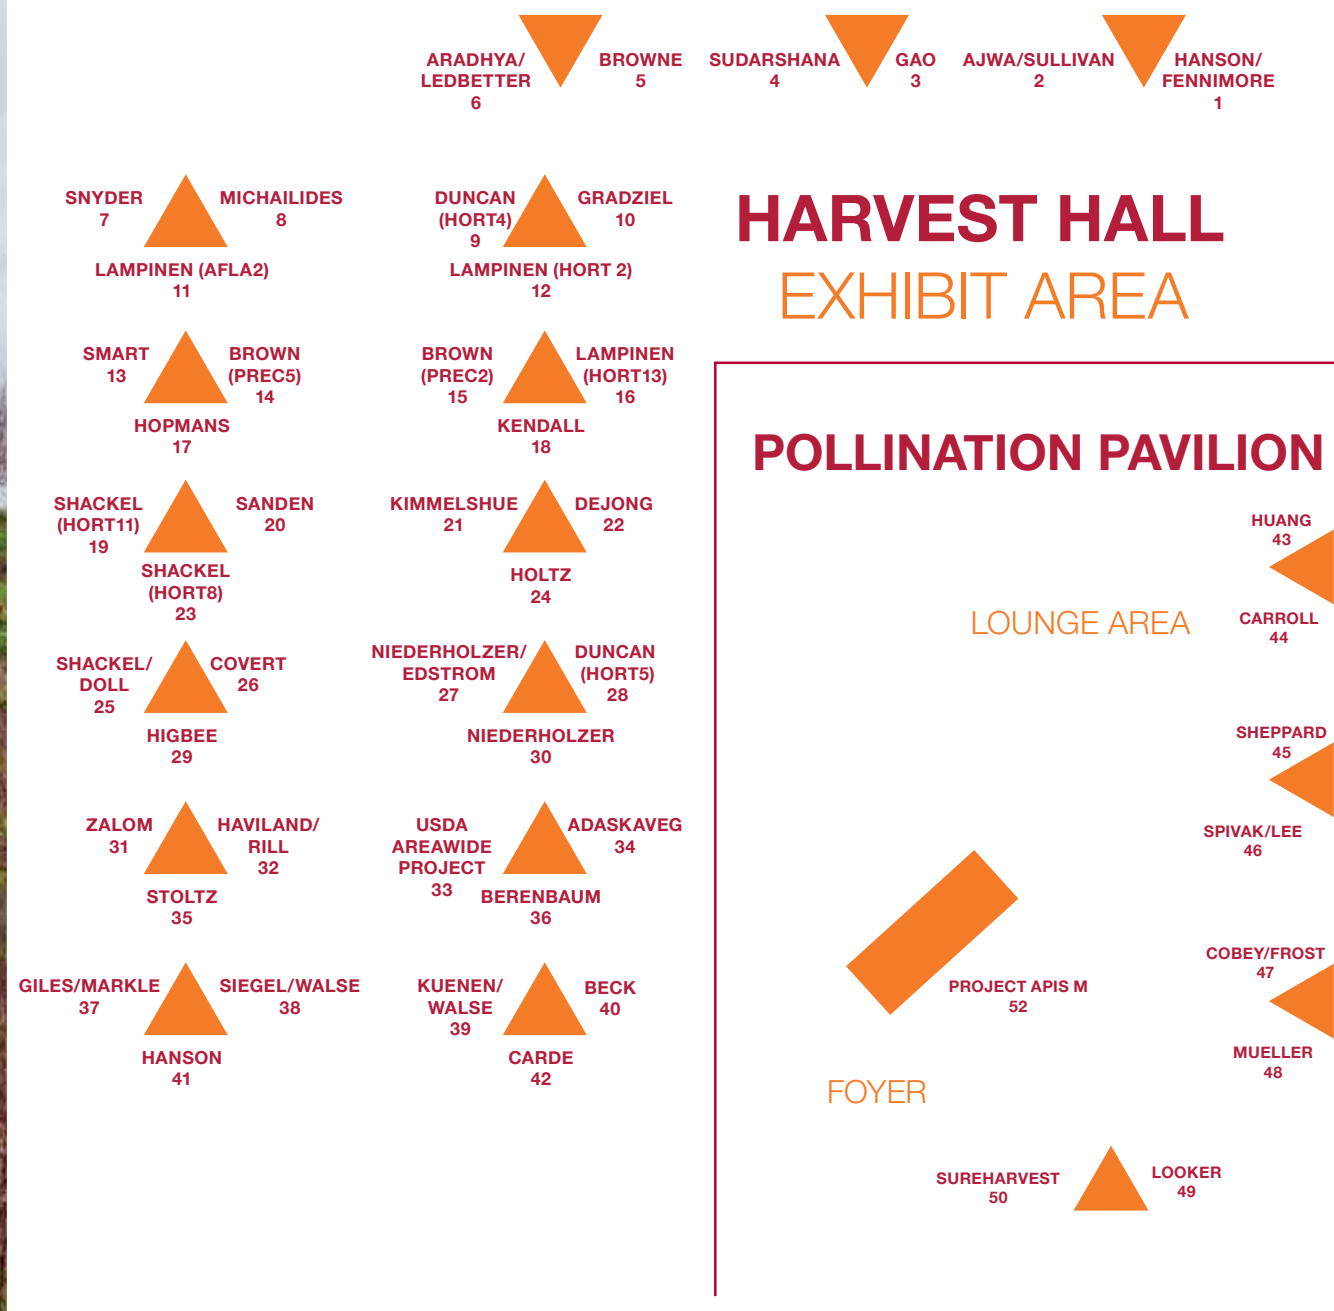 ARADHYA/
LEDBETTER
6
BROWNE
5
SUDARSHANA
4
GAO
3
AJWA/SULLIVAN
2
HANSON/
FENNIMORE
1
SNYDER
7
MICHAILIDES
8
LAMPINEN (AFLA2)
11
DUNCAN
(HORT4)
9
GRADZIEL
10
LAMPINEN (HORT 2)
12
HARVEST HALL
EXHIBIT AREA
SMART
13
BROWN
(PREC5)
14
HOPMANS
17
BROWN
(PREC2)
15
LAMPINEN
(HORT13)
16
KENDALL
18
SHACKEL
(HORT11)
19
SANDEN
20
SHACKEL
(HORT8)
23
KIMMELSHUE
21
DEJONG
22
HOLTZ
24
SHACKEL/
DOLL
25
COVERT
26
HIGBEE
29
NIEDERHOLZER/
EDSTROM
27
DUNCAN
(HORT5)
28
NIEDERHOLZER
30
ZALOM
31
HAVILAND/
RILL
32
STOLTZ
35
USDA
AREAWIDE
PROJECT
33
ADASKAVEG
34
BERENBAUM
36
GILES/MARKLE
37
SIEGEL/WALSE
38
HANSON
41
KUENEN/
WALSE
39
BECK
40
CARDE
42
POLLINATION PAVILION
HUANG
43
LOUNGE AREA
CARROLL
44
SHEPPARD
45
SPIVAK/LEE
46
COBEY/FROST
47
PROJECT APIS M
52
MUELLER
48
FOYER
SUREHARVEST
50
LOOKER
49